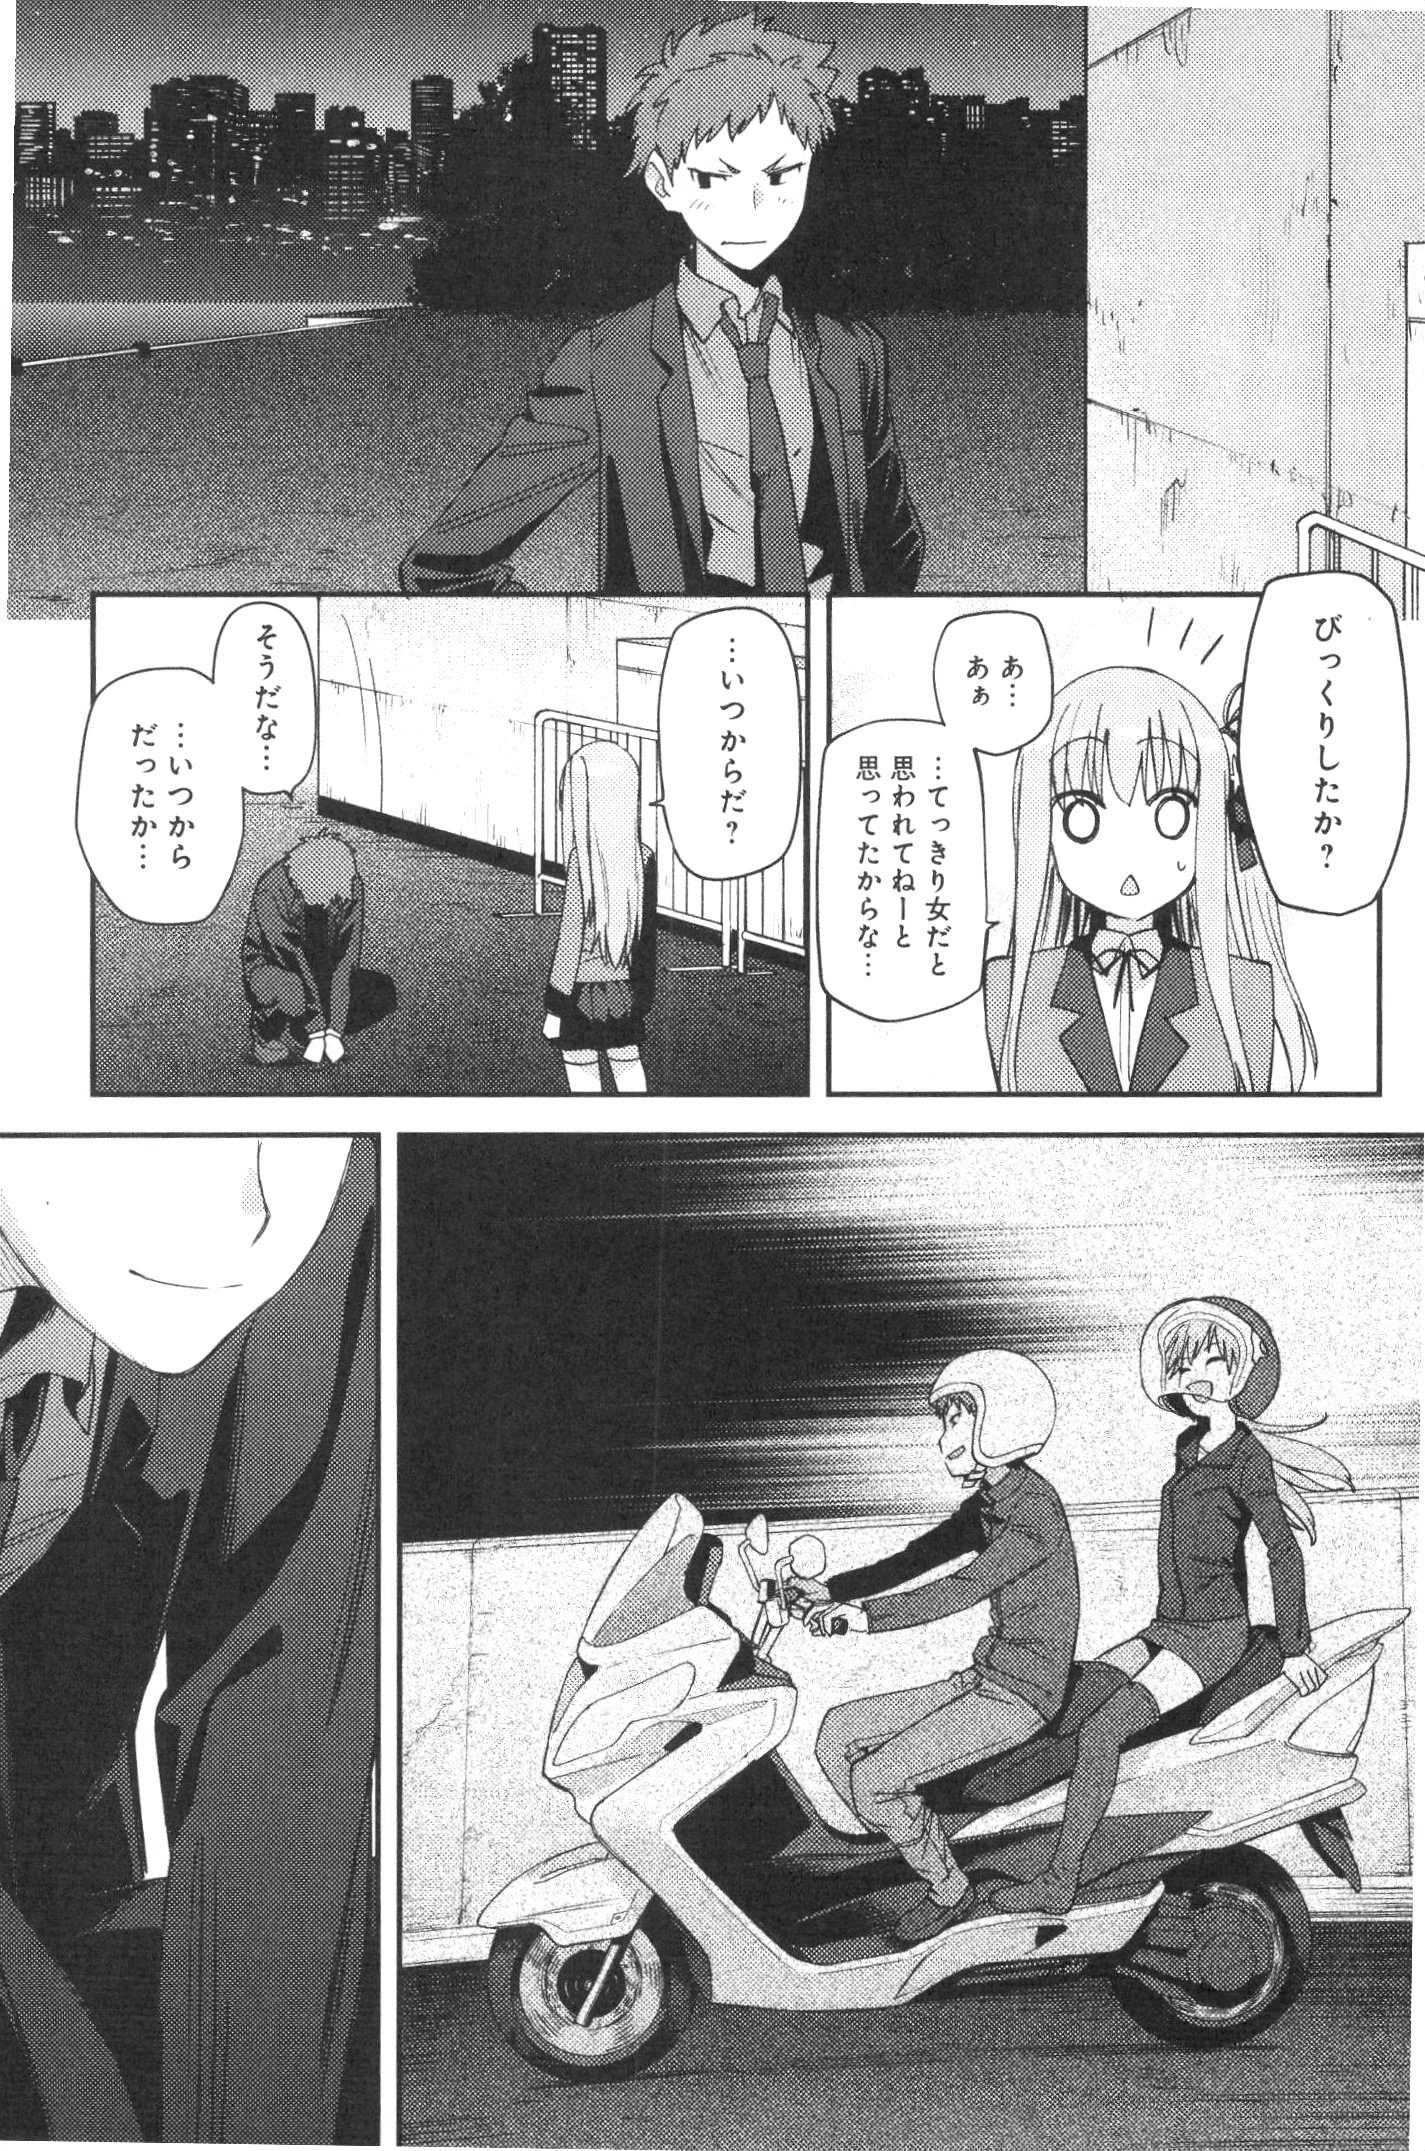 びっくりしたか?
あ…
あぁ
…てっきり女だと
思われてねーと
思ってたからな…
…いつからだ?
そうだな…
…いつから
だったか…